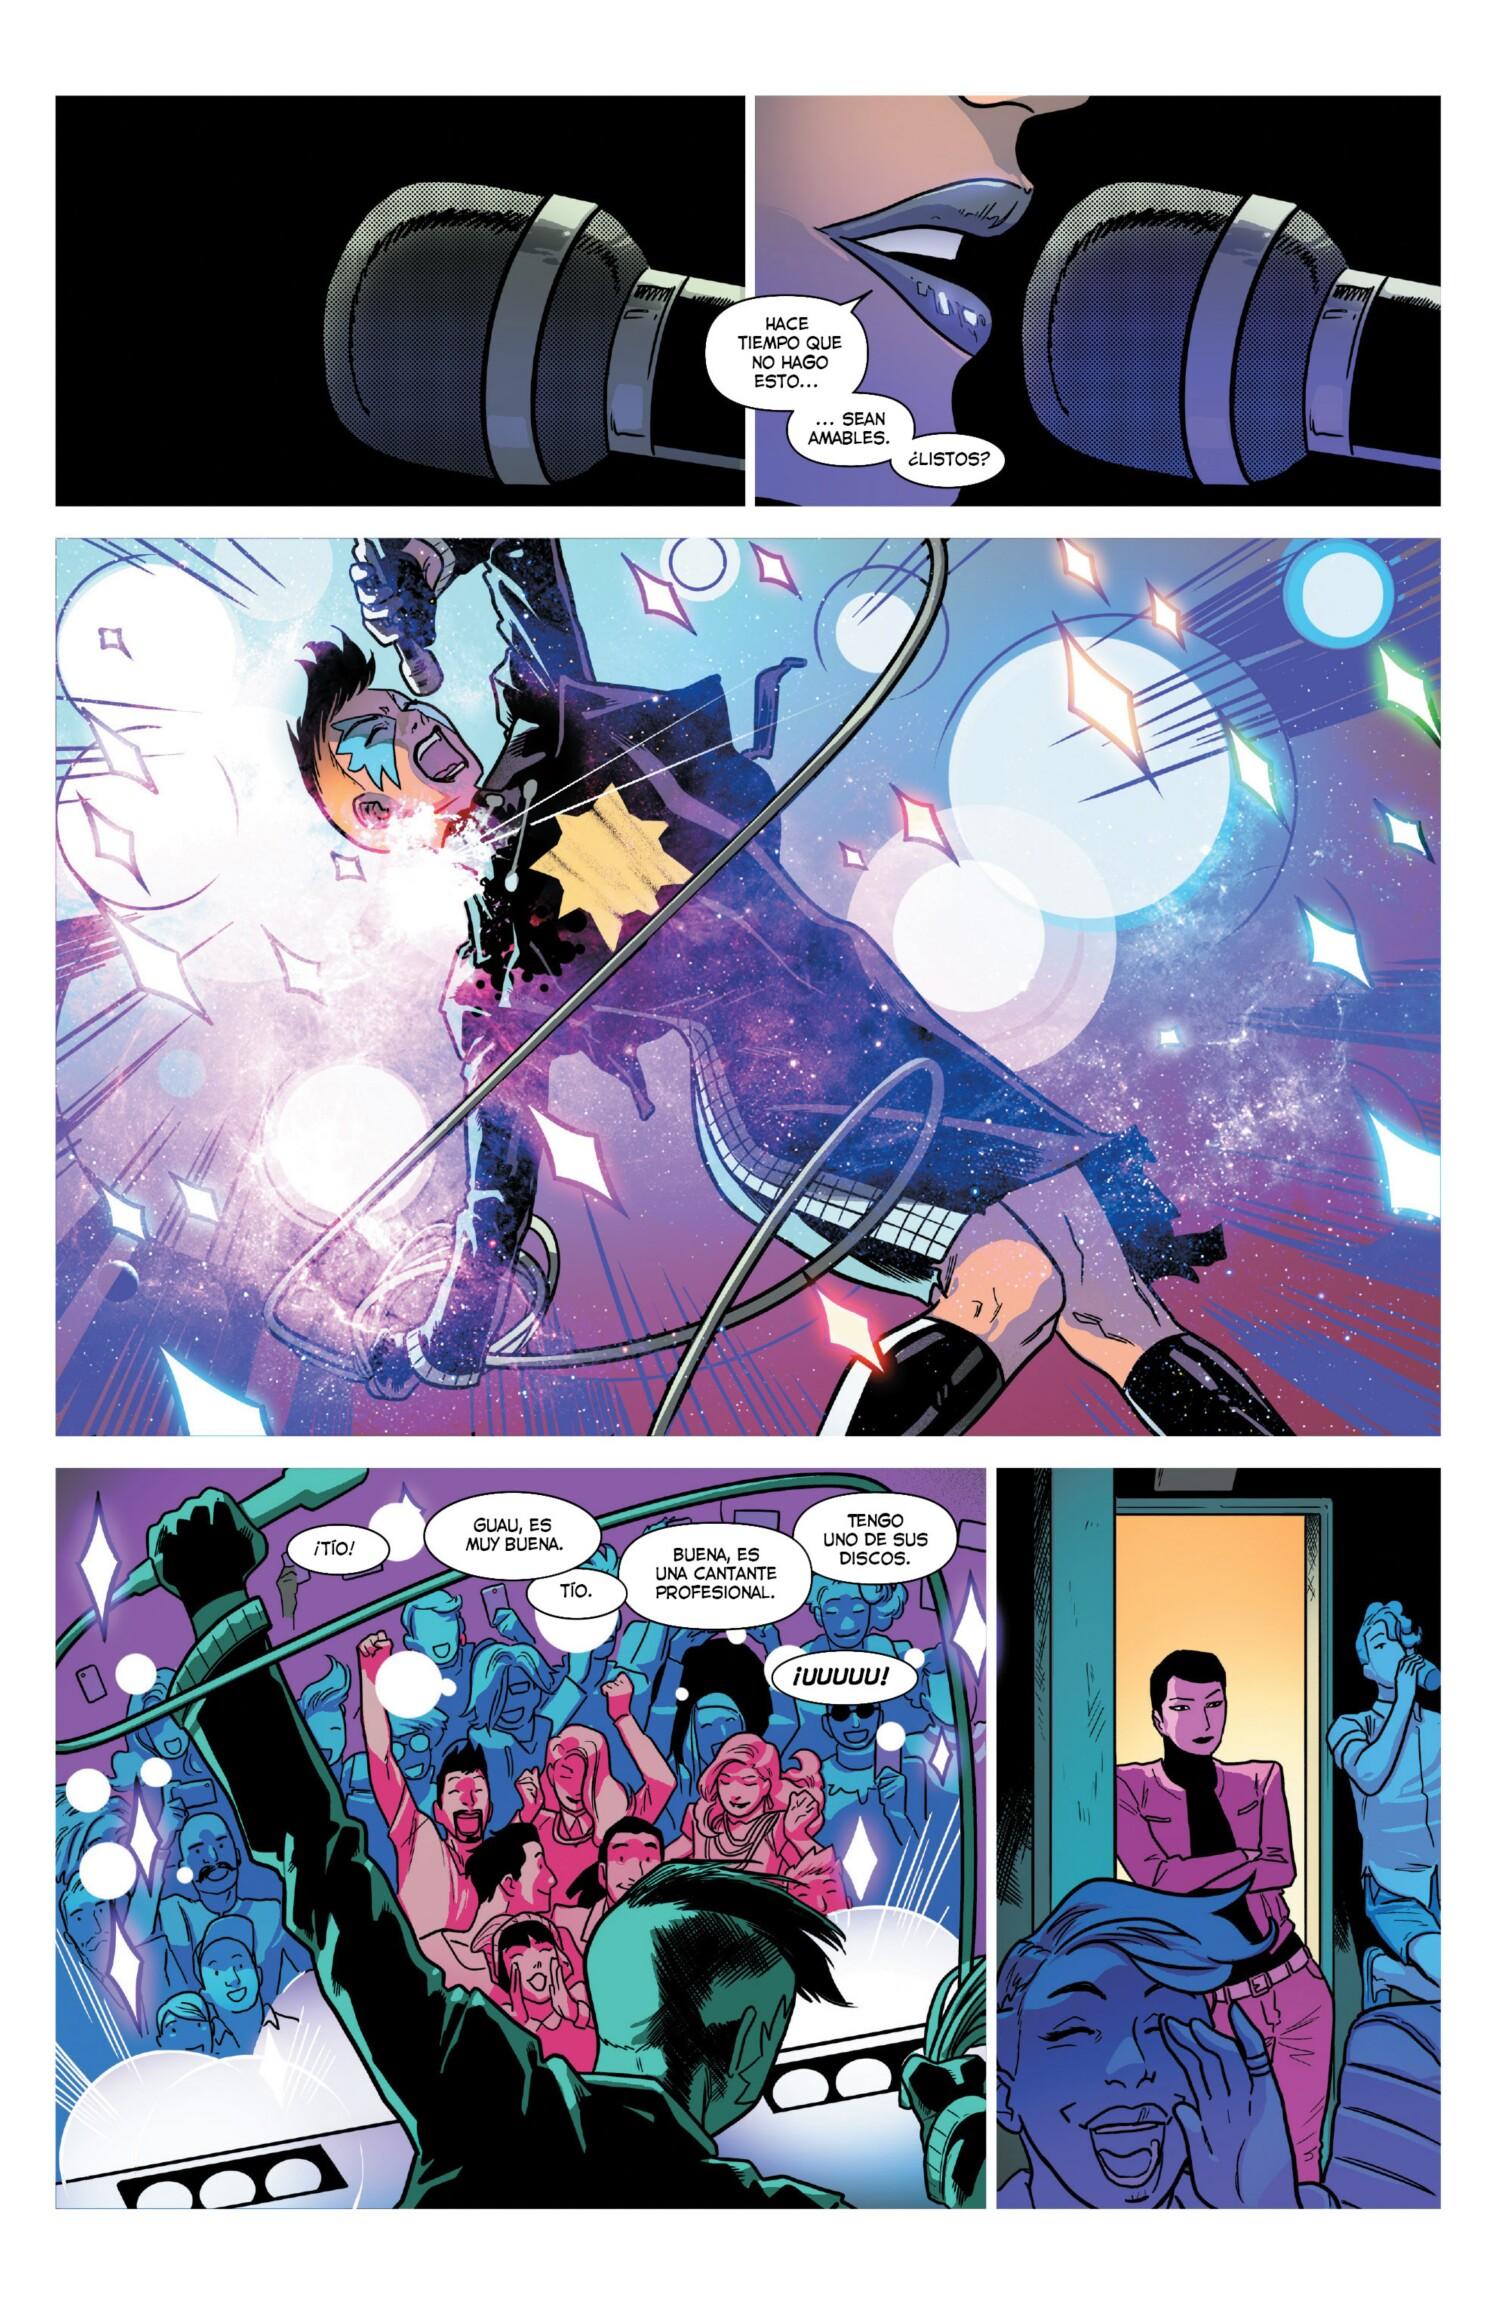 HACE
TIEMPO QUE
NO HAGO
ESTO...
... SEAN
AMABLES.
¿LISTOS?
¡TÍO!
GUAU, ES
MUY BUENA.
TÍO.
BUENA, ES
UNA CANTANTE
PROFESIONAL.
TENGO
UNO DE SUS
DISCOS.
¡UUUUU!